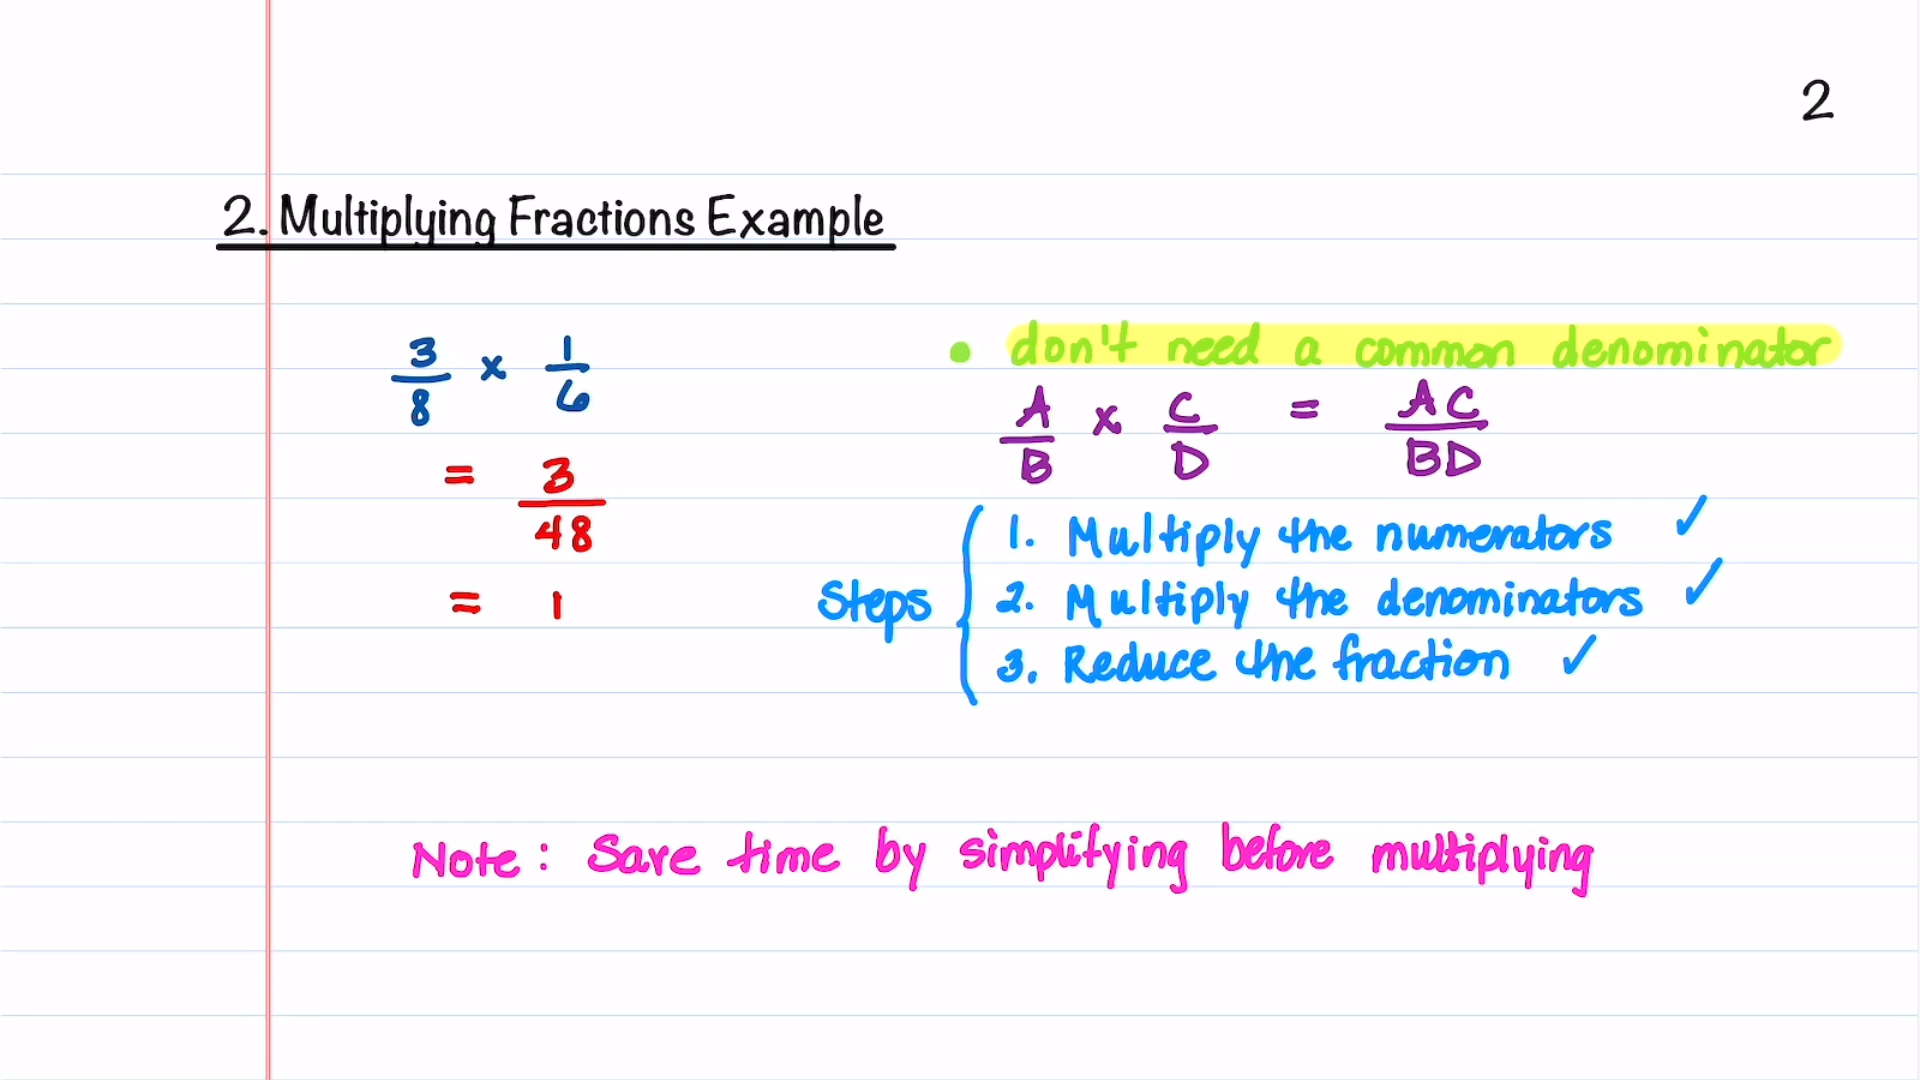 2
2. Multiplying Fractions Example
3/8 x 1/6
= 3/48
= 1
• don't need a common denominator
A/B x C/D = AC/BD
Steps
1. Multiply the numerators ✓
2. Multiply the denominators ✓
3. Reduce the fraction ✓
Note: Save time by simplifying before multiplying